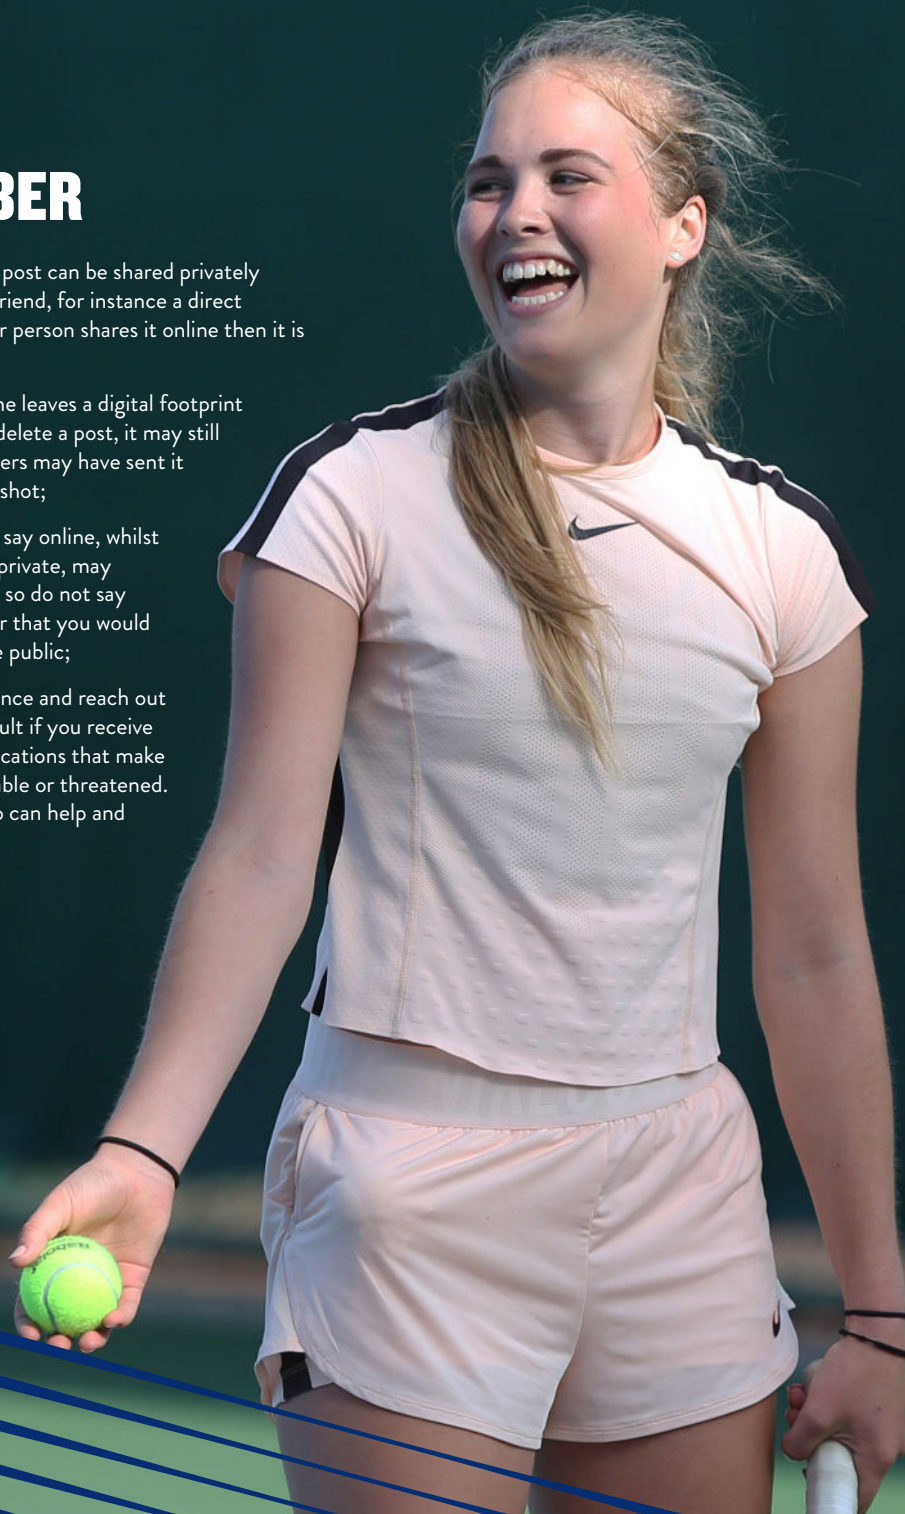 BER
post can be shared privately
riend, for instance a direct
r person shares it online then it is
ne leaves a digital footprint
delete a post, it may still
ers may have sent it
shot;
say online, whilst
private, may
so do not say
r that you would
e public;
nce and reach out
ult if you receive
cations that make
able or threatened.
o can help and
Babolat